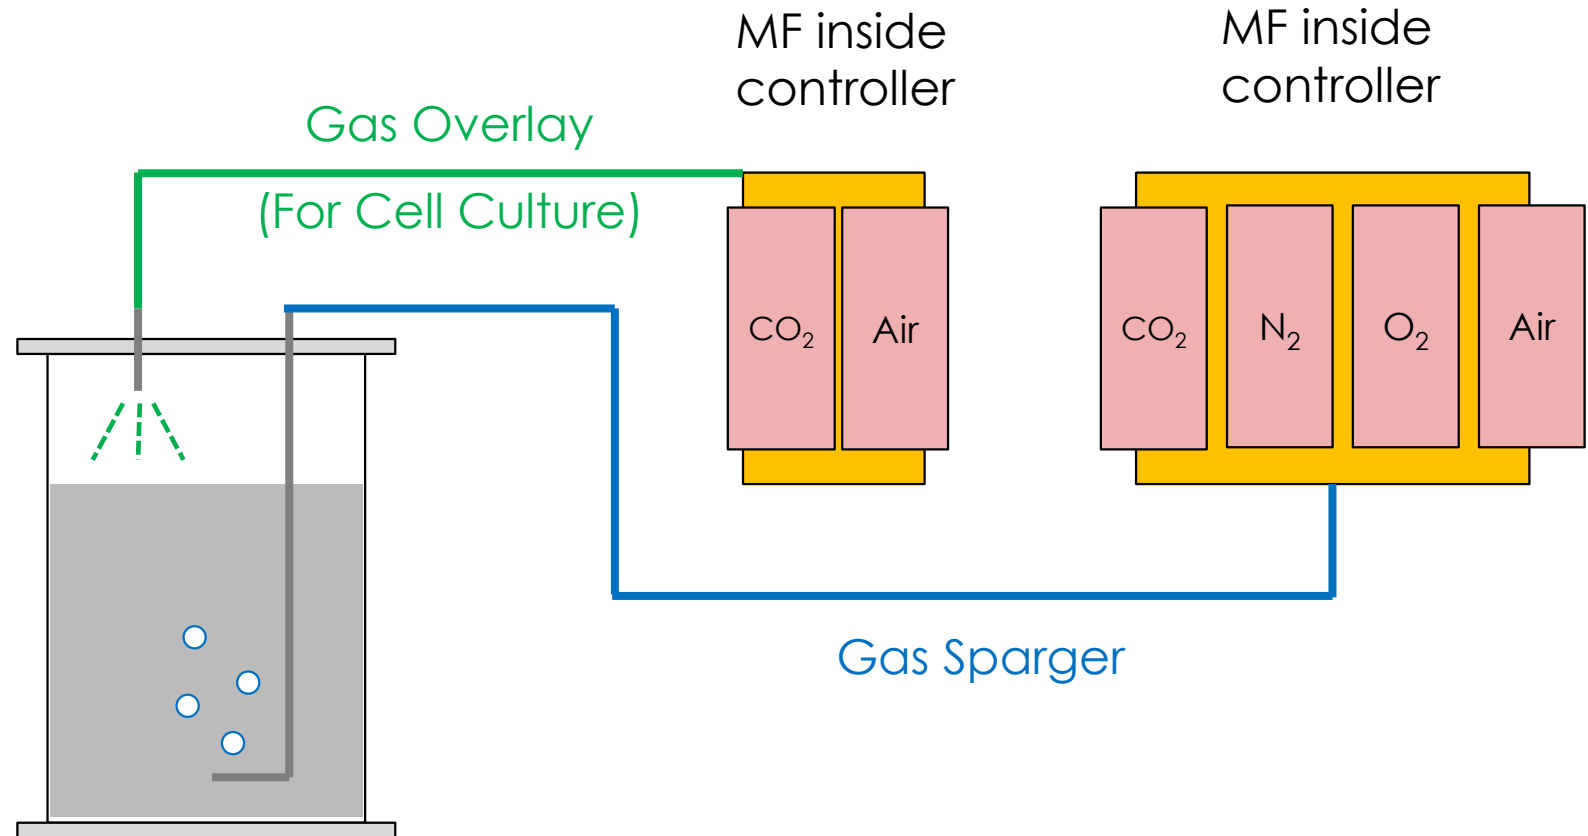 MF inside
controller
MF inside
controller
Gas Overlay
(For Cell Culture)
CO₂
Air
CO₂
N₂
O₂
Air
Gas Sparger